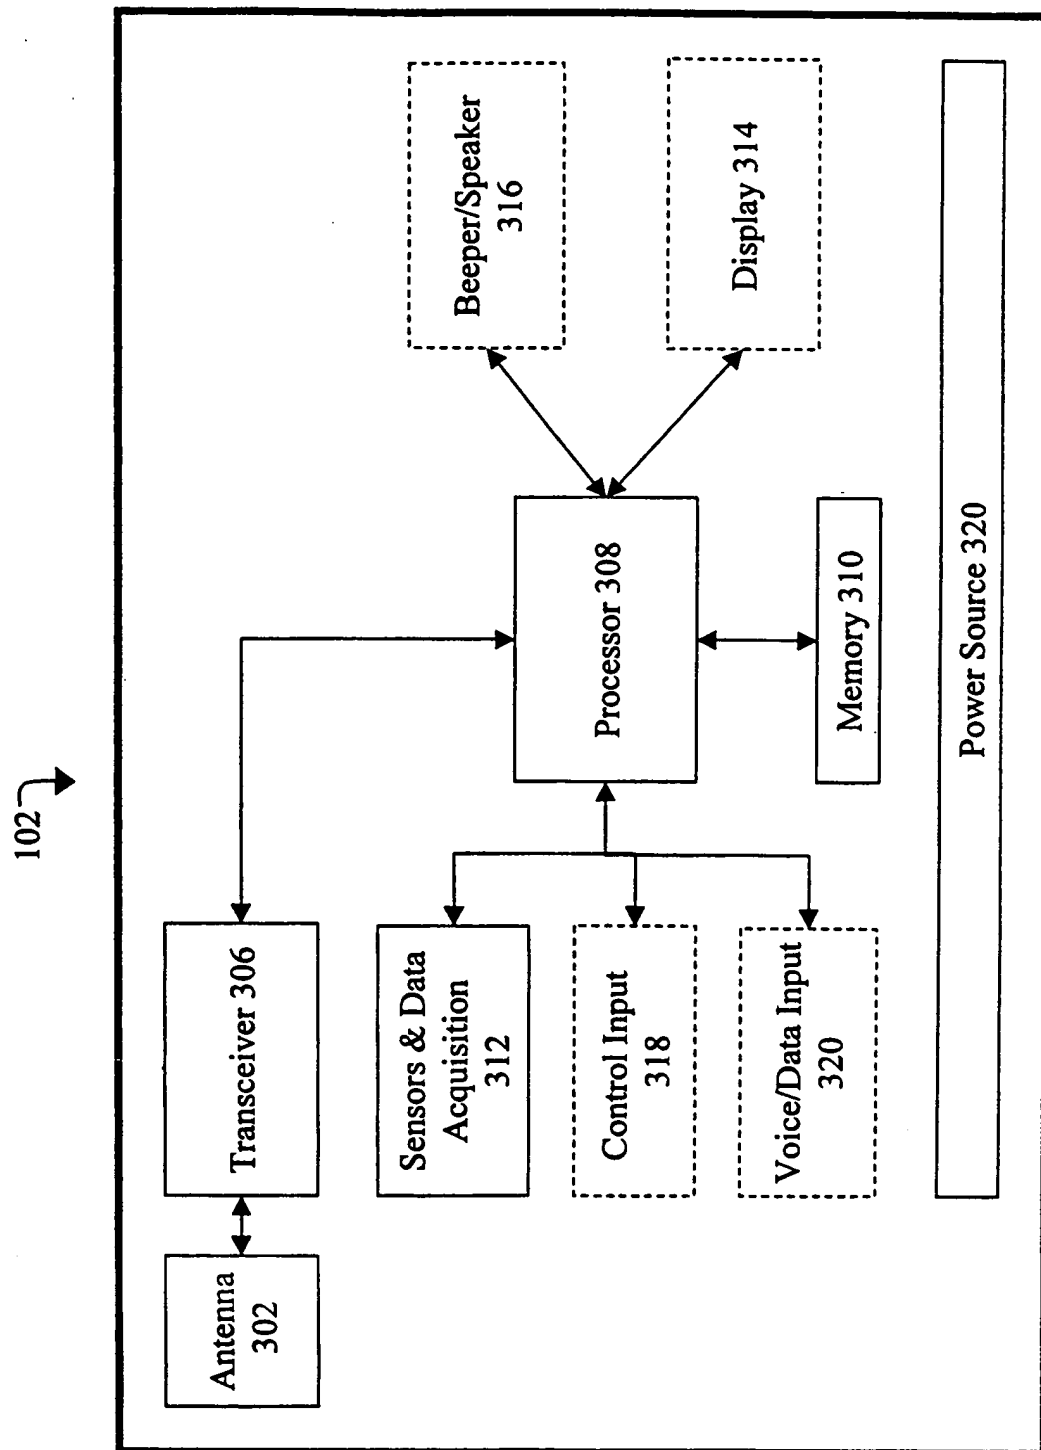 102
Antenna
302
Transceiver 306
Sensors & Data
Acquisition
312
Control Input
318
Voice/Data Input
320
Processor 308
Memory 310
Beeper/Speaker
316
Display 314
Power Source 320